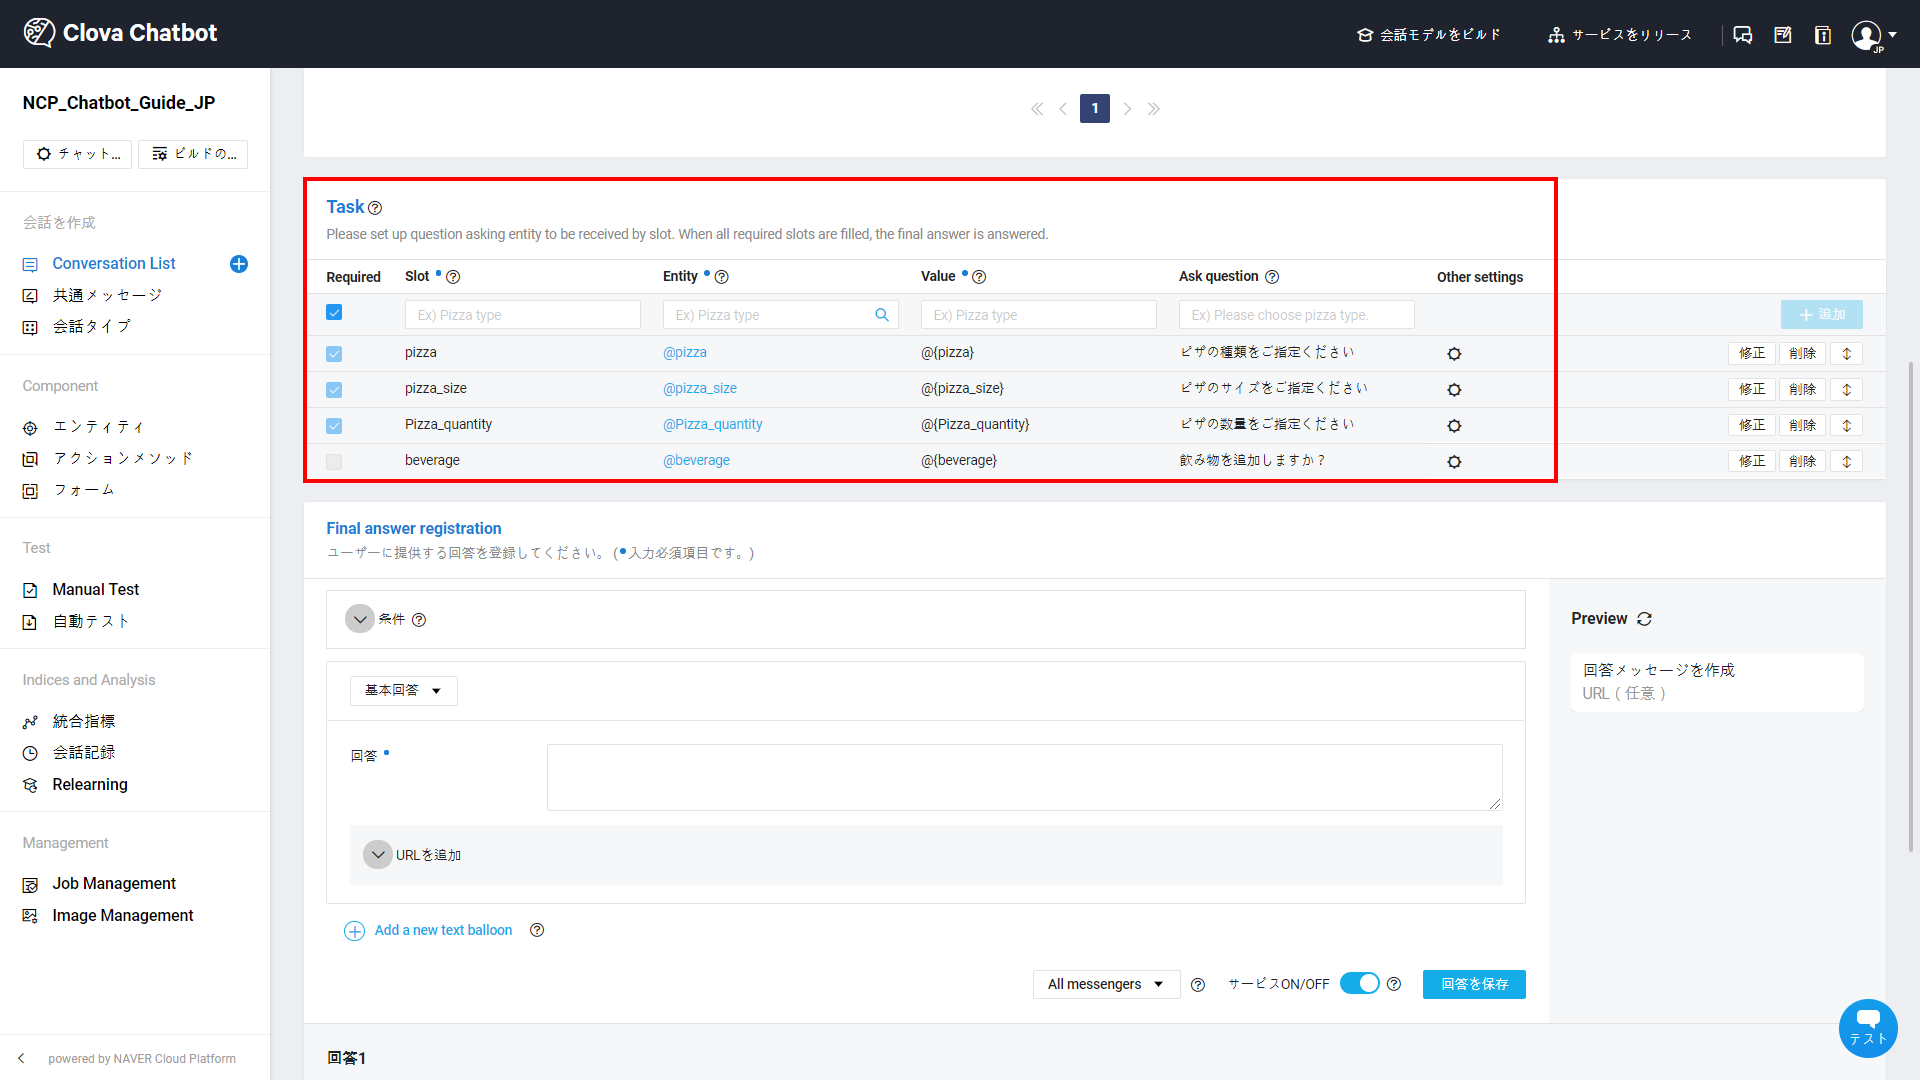 Clova Chatbot
会話モデルをビルド
サービスをリリース
JP
NCP_Chatbot_Guide_JP
チャット...
ビルドの...
会話を作成
Conversation List
共通メッセージ
会話タイプ
Component
エンティティ
アクションメソッド
フォーム
Test
Manual Test
自動テスト
Indices and Analysis
統合指標
会話記録
Relearning
Management
Job Management
Image Management
powered by NAVER Cloud Platform
1
Task
Please set up question asking entity to be received by slot. When all required slots are filled, the final answer is answered.
Required Slot Entity Value Ask question Other settings
Ex) Pizza type Ex) Pizza type Ex) Pizza type Ex) Please choose pizza type. 追加
pizza @pizza @{pizza} ピザの種類をご指定ください 修正 削除
pizza_size @pizza_size @{pizza_size} ピザのサイズをご指定ください 修正 削除
Pizza_quantity @Pizza_quantity @{Pizza_quantity} ピザの数量をご指定ください 修正 削除
beverage @beverage @{beverage} 飲み物を追加しますか？ 修正 削除
Final answer registration
ユーザーに提供する回答を登録してください。 (●入力必須項目です。)
条件
基本回答
回答
URLを追加
Add a new text balloon
All messengers
サービスON/OFF
回答を保存
Preview
回答メッセージを作成
URL（任意）
テスト
回答1